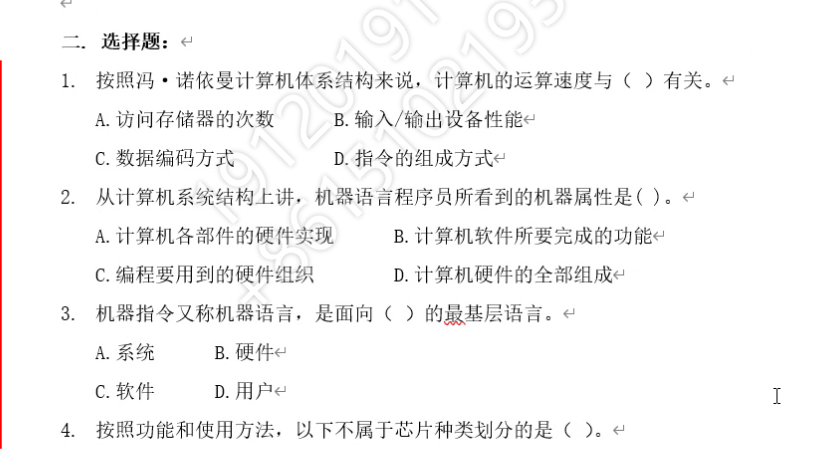 二. 选择题：
1. 按照冯·诺依曼计算机体系结构来说，计算机的运算速度与（ ）有关。
A.访问存储器的次数 B.输入/输出设备性能
C.数据编码方式 D.指令的组成方式
2. 从计算机系统结构上讲，机器语言程序员所看到的机器属性是( )。
A.计算机各部件的硬件实现 B.计算机软件所要完成的功能
C.编程要用到的硬件组织 D.计算机硬件的全部组成
3. 机器指令又称机器语言，是面向（ ）的最基层语言。
A.系统 B.硬件
C.软件 D.用户
4. 按照功能和使用方法，以下不属于芯片种类划分的是（ ）。